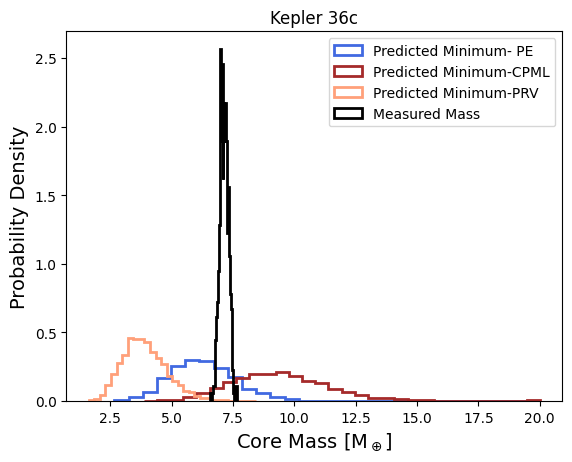 Kepler 36c
Predicted Minimum- PE
Predicted Minimum-CPML
Predicted Minimum-PRV
Measured Mass
Probability Density
2.5
2.0
1.5
1.0
0.5
0.0
2.5 5.0 7.5 10.0 12.5 15.0 17.5 20.0
Core Mass [M⊕]